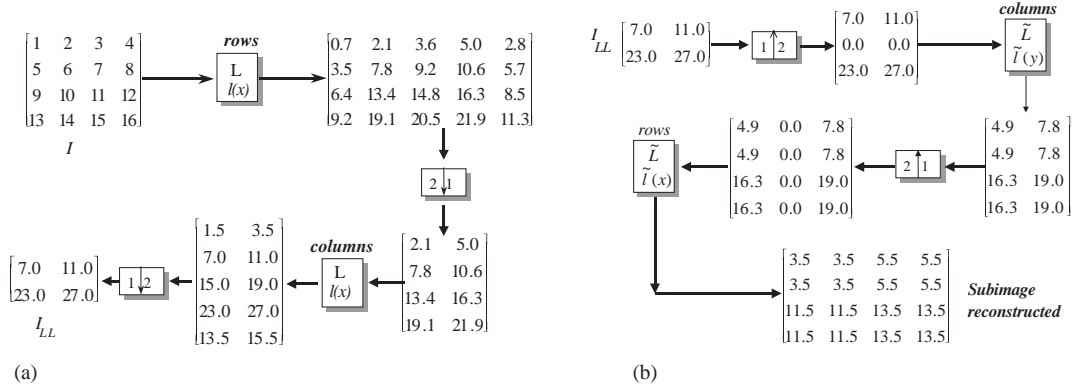 rows
1 2 3 4
5 6 7 8
9 10 11 12
13 14 15 16
I
L
l(x)
0.7 2.1 3.6 5.0 2.8
3.5 7.8 9.2 10.6 5.7
6.4 13.4 14.8 16.3 8.5
9.2 19.1 20.5 21.9 11.3
2 1
2.1 5.0
7.8 10.6
13.4 16.3
19.1 21.9
columns
L
l(x)
1.5 3.5
7.0 11.0
15.0 19.0
23.0 27.0
13.5 15.5
1 2
7.0 11.0
23.0 27.0
I_LL
(a)
I_LL
7.0 11.0
23.0 27.0
1 2
7.0 11.0
0.0 0.0
23.0 27.0
columns
L̃
l̃(y)
4.9 7.8
4.9 7.8
16.3 19.0
16.3 19.0
2 1
4.9 0.0 7.8
4.9 0.0 7.8
16.3 0.0 19.0
16.3 0.0 19.0
rows
L̃
l̃(x)
3.5 3.5 5.5 5.5
3.5 3.5 5.5 5.5
11.5 11.5 13.5 13.5
11.5 11.5 13.5 13.5
Subimage
reconstructed
(b)